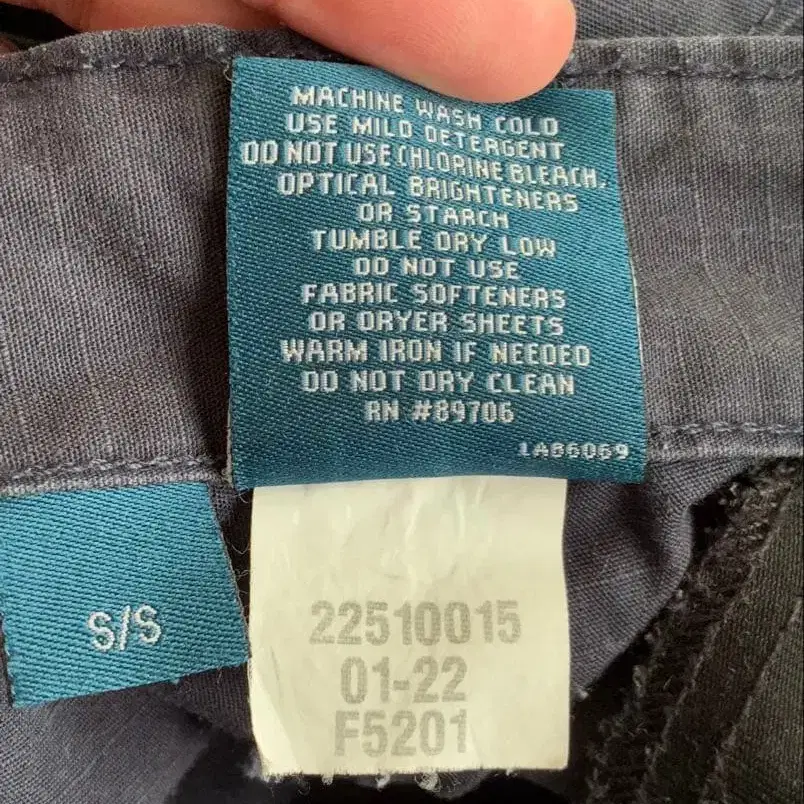 MACHINE WASH COLD
USE MILD DETERGENT
DO NOT USE CHLORINE BLEACH,
OPTICAL BRIGHTENERS
OR STARCH
TUMBLE DRY LOW
DO NOT USE
FABRIC SOFTENERS
OR DRYER SHEETS
WARM IRON IF NEEDED
DO NOT DRY CLEAN
RN #89706
1A86069
S/S
22510015
01-22
F5201